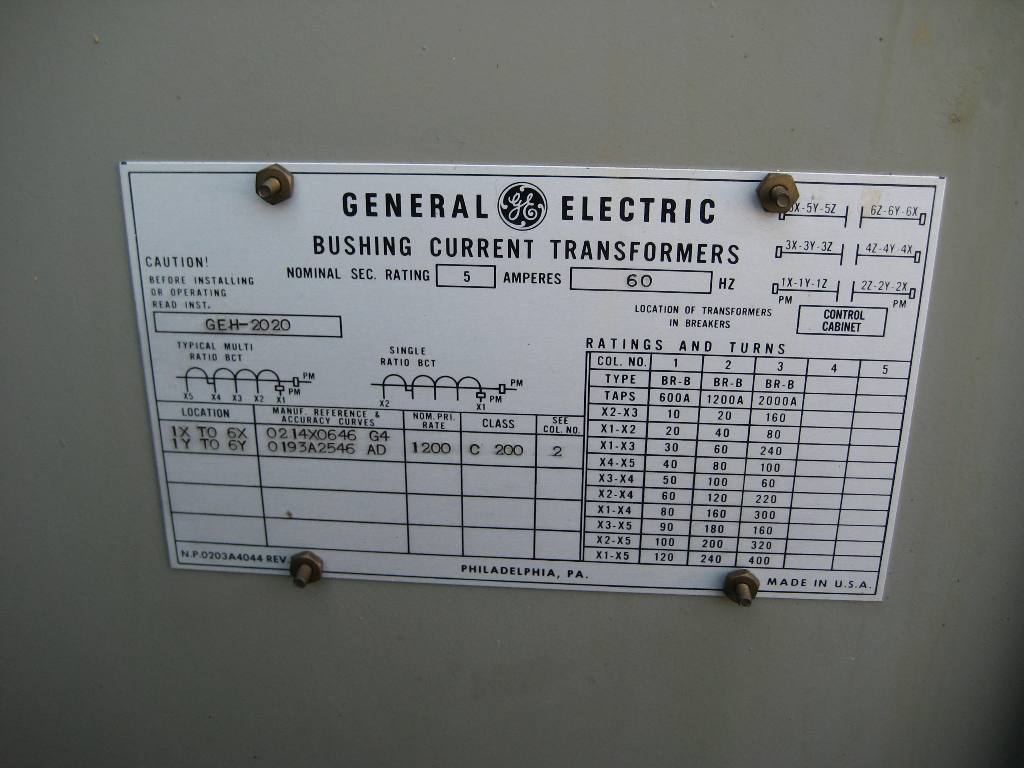 GENERAL GE ELECTRIC
BUSHING CURRENT TRANSFORMERS
NOMINAL SEC. RATING 5 AMPERES 60 HZ
CAUTION!
BEFORE INSTALLING
OR OPERATING
READ INST.
GEH-2020
5X-5Y-5Z 6Z-6Y-6X
3X-3Y-3Z 4Z-4Y-4X
1X-1Y-1Z 2Z-2Y-2X
PM PM
LOCATION OF TRANSFORMERS
IN BREAKERS
CONTROL
CABINET
TYPICAL MULTI
RATIO BCT
PM
PM
X5 X4 X3 X2 X1
SINGLE
RATIO BCT
PM
PM
X2 X1
LOCATION MANUF. REFERENCE & ACCURACY CURVES NOM. PRI. RATE CLASS SEE COL. NO.
1X TO 6X 0214X0646 G4
1Y TO 6Y 0193A2546 AD 1200 C 200 2
RATINGS AND TURNS
COL. NO. 1 2 3 4 5
TYPE BR-B BR-B BR-B
TAPS 600A 1200A 2000A
X2-X3 10 20 160
X1-X2 20 40 80
X1-X3 30 60 240
X4-X5 40 80 100
X3-X4 50 100 60
X2-X4 60 120 220
X1-X4 80 160 300
X3-X5 90 180 160
X2-X5 100 200 320
X1-X5 120 240 400
N.P.0203A4044 REV
PHILADELPHIA, PA.
MADE IN U.S.A.